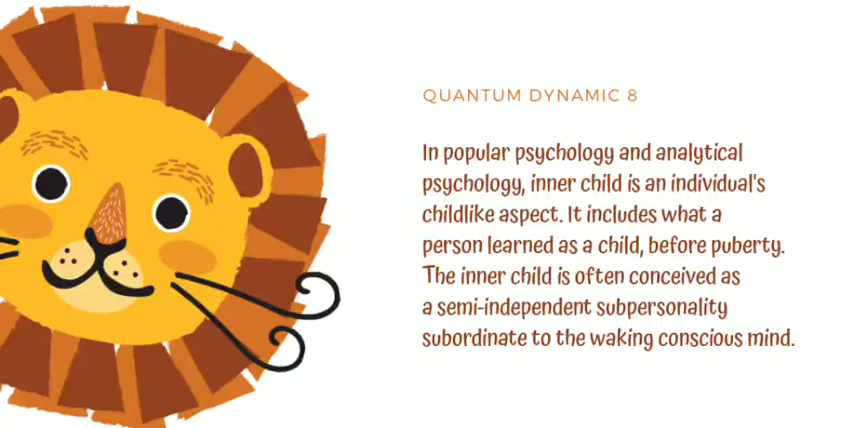 QUANTUM DYNAMIC 8
In popular psychology and analytical
psychology, inner child is an individual's
childlike aspect. It includes what a
person learned as a child, before puberty.
The inner child is often conceived as
a semi-independent subpersonality
subordinate to the waking conscious mind.